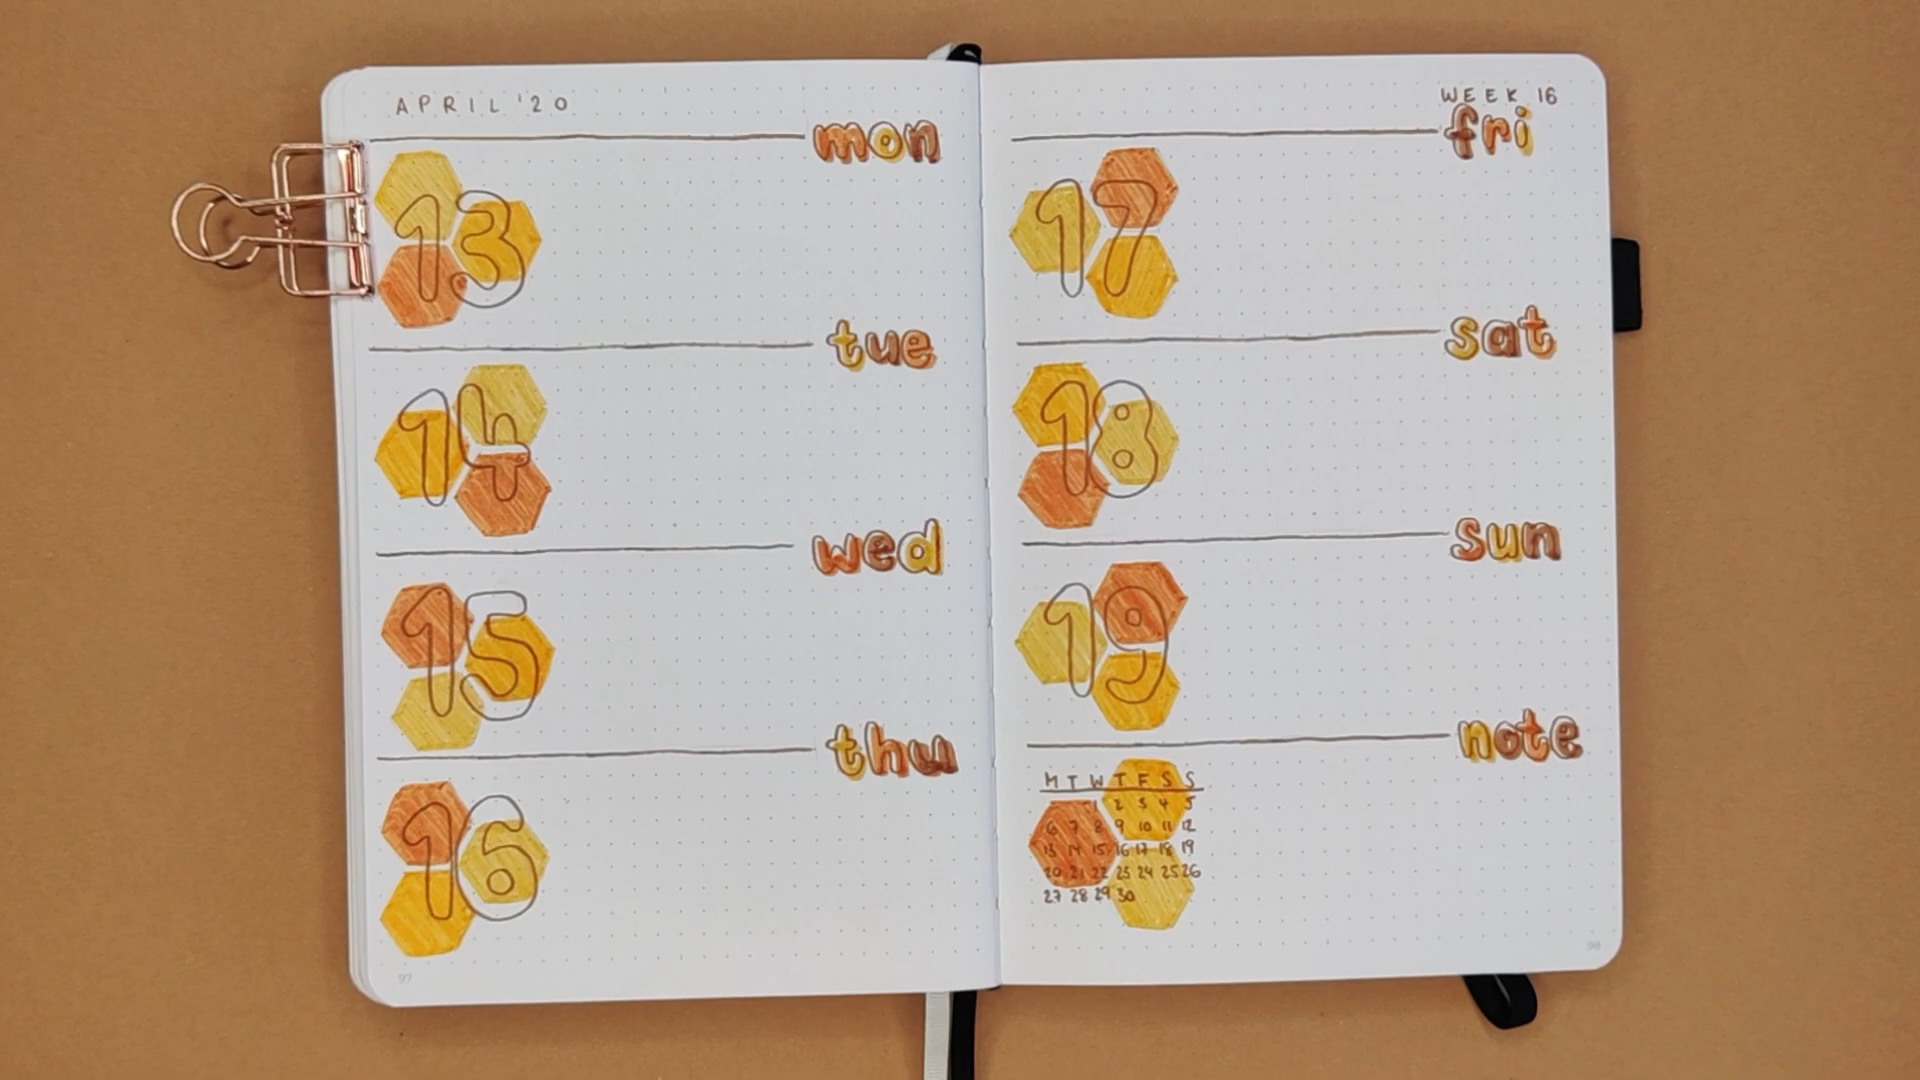 APRIL '20
mon
13
tue
14
wed
15
thu
16
97
WEEK 16
fri
17
sat
18
sun
19
note
M T W T F S S
1 2 3 4 5
6 7 8 9 10 11 12
13 14 15 16 17 18 19
20 21 22 23 24 25 26
27 28 29 30
98